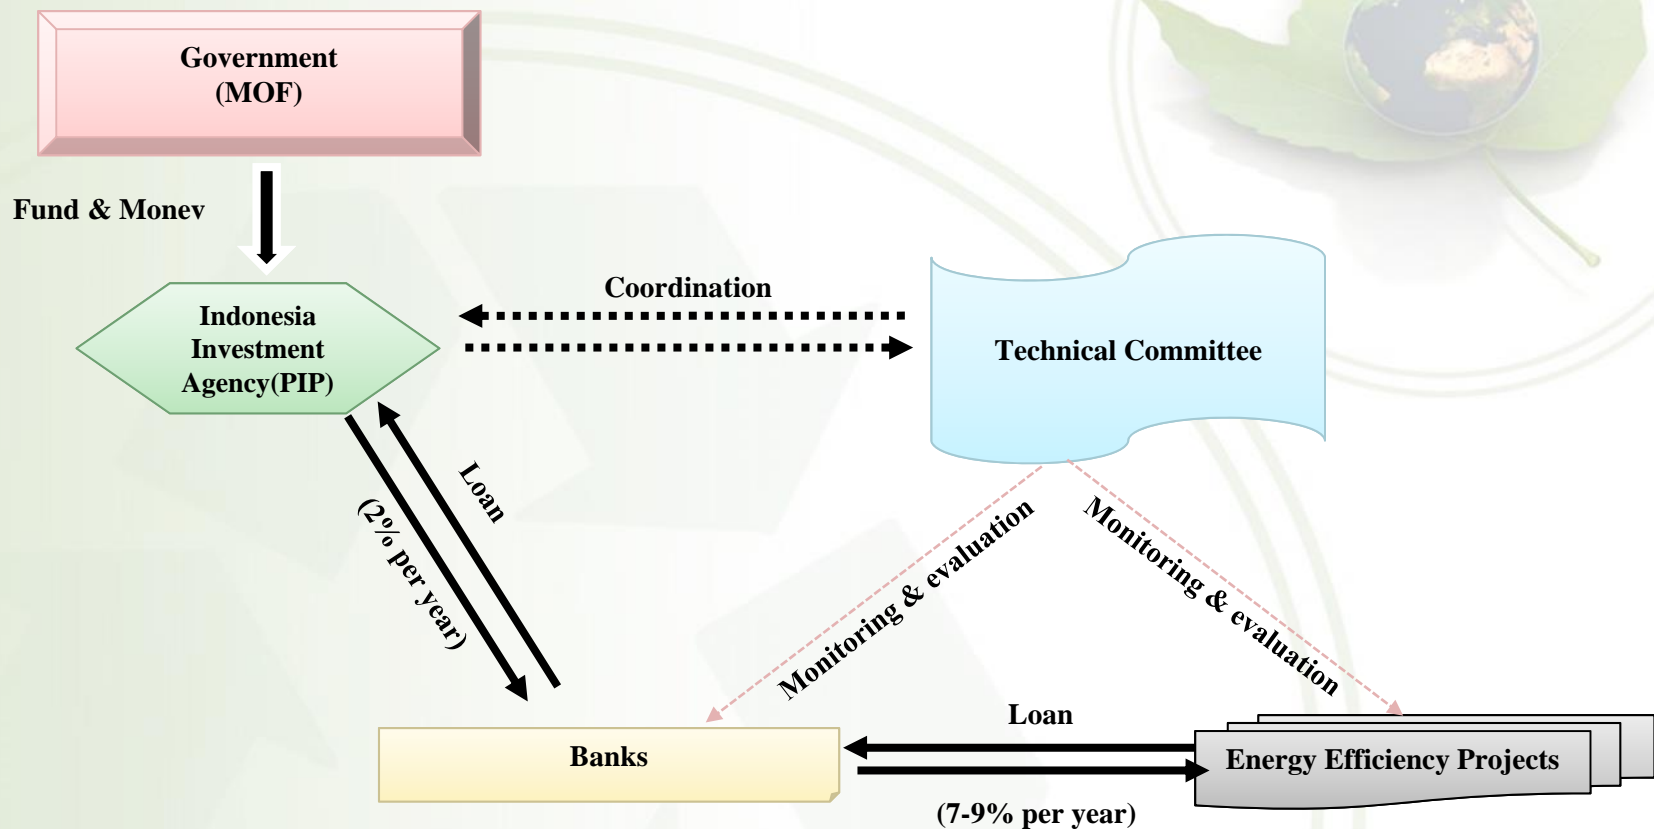 Government
(MOF)
Fund & Monev
Indonesia
Investment
Agency(PIP)
Coordination
Technical Committee
Loan
(2% per year)
Monitoring & evaluation
Monitoring & evaluation
Banks
Loan
(7-9% per year)
Energy Efficiency Projects